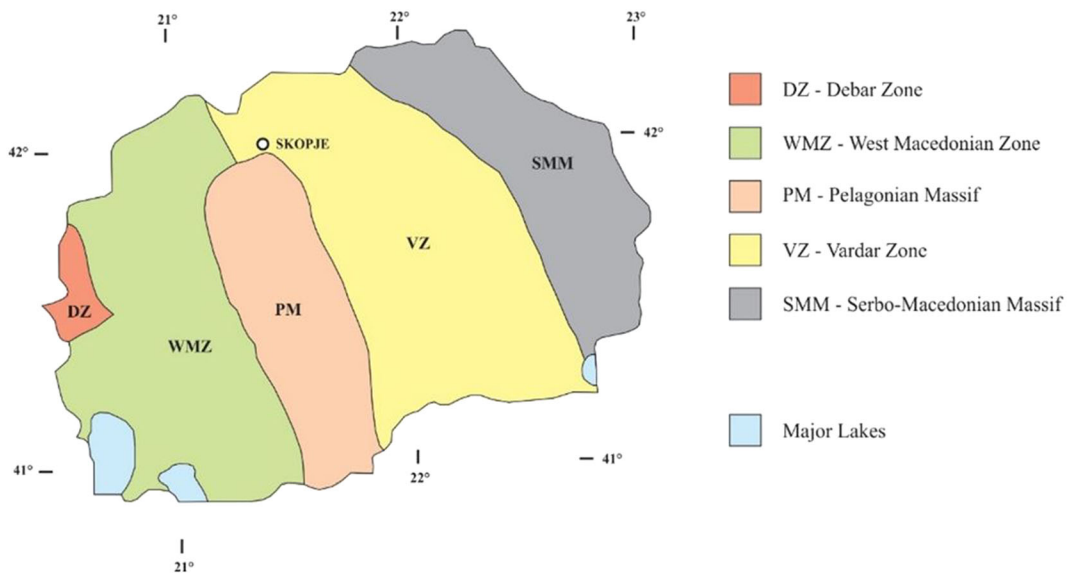 21°
22°
23°
42°
42°
SKOPJE
SMM
VZ
DZ
PM
WMZ
41°
41°
22°
21°
DZ - Debar Zone
WMZ - West Macedonian Zone
PM - Pelagonian Massif
VZ - Vardar Zone
SMM - Serbo-Macedonian Massif
Major Lakes